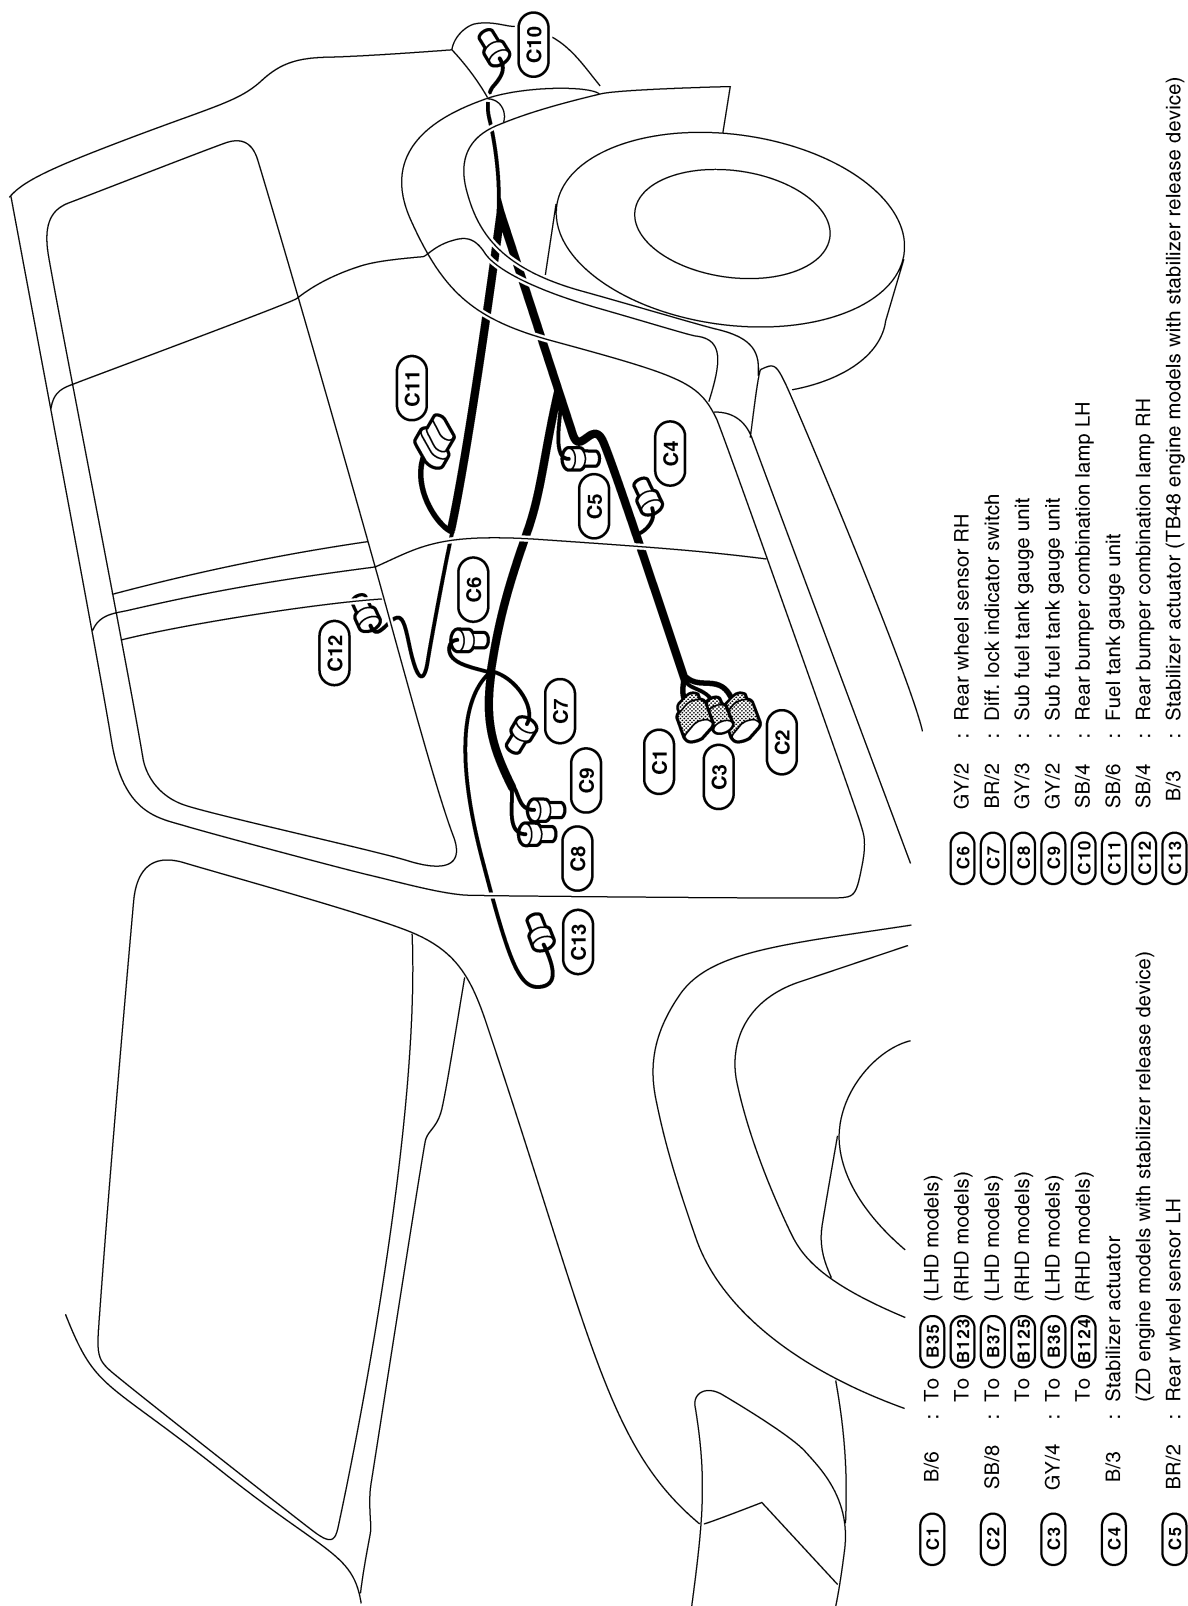 C10
C11
C12
C4
C5
C6
C7
C9
C8
C13
C1
C3
C2
C1 B/6 : To B35 (LHD models)
To B123 (RHD models)
C2 SB/8 : To B37 (LHD models)
To B125 (RHD models)
C3 GY/4 : To B36 (LHD models)
To B124 (RHD models)
C4 B/3 : Stabilizer actuator
(ZD engine models with stabilizer release device)
C5 BR/2 : Rear wheel sensor LH
C6 GY/2 : Rear wheel sensor RH
C7 BR/2 : Diff. lock indicator switch
C8 GY/3 : Sub fuel tank gauge unit
C9 GY/2 : Sub fuel tank gauge unit
C10 SB/4 : Rear bumper combination lamp LH
C11 SB/6 : Fuel tank gauge unit
C12 SB/4 : Rear bumper combination lamp RH
C13 B/3 : Stabilizer actuator (TB48 engine models with stabilizer release device)